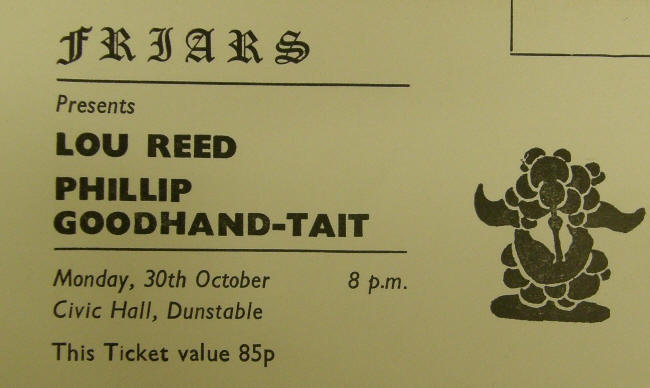 FRIARS
Presents
LOU REED
PHILLIP
GOODHAND-TAIT
Monday, 30th October 8 p.m.
Civic Hall, Dunstable
This Ticket value 85p